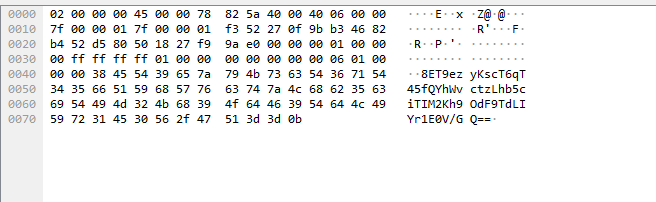 0000 02 00 00 00 45 00 00 78 82 5a 40 00 40 06 00 00 ····E··x ·Z@·@···
0010 7f 00 00 01 7f 00 00 01 f3 52 27 0f 9b b3 46 82 ········ ·R'···F·
0020 b4 52 d5 80 50 18 27 f9 9a e0 00 00 00 01 00 00 ·R··P·'· ········
0030 00 ff ff ff ff 01 00 00 00 00 00 00 00 06 01 00 ········ ········
0040 00 00 38 45 54 39 65 7a 79 4b 73 63 54 36 71 54 ··8ET9ez yKscT6qT
0050 34 35 66 51 59 68 57 76 63 74 7a 4c 68 62 35 63 45fQYhWv ctzLhb5c
0060 69 54 49 4d 32 4b 68 39 4f 64 46 39 54 64 4c 49 iTIM2Kh9 OdF9TdLI
0070 59 72 31 45 30 56 2f 47 51 3d 3d 0b Yr1E0V/G Q==·